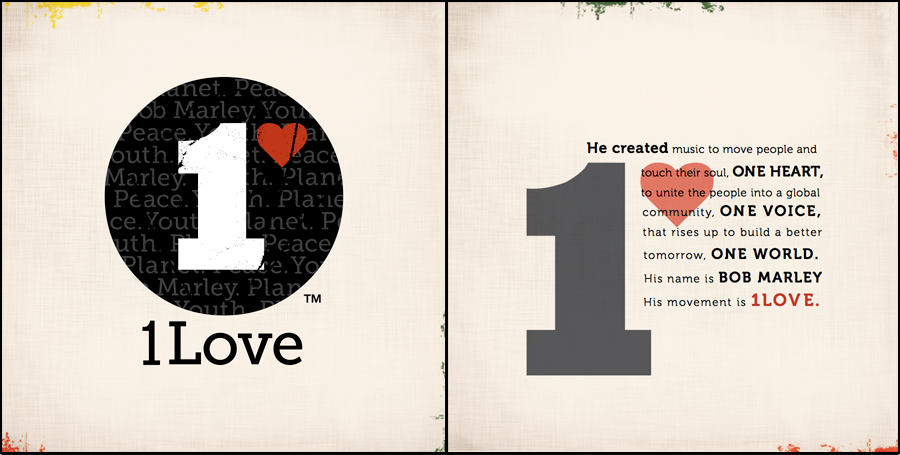 Planet. Peace
Bob Marley. Youth
Peace. Youth
Youth. Peace
Marley. Planet
Peace. Planet
Peace. Youth. Planet.
Youth. Peace
Planet. Peace. Youth
Marley. Planet
Youth.
1
TM
1Love
1
He created music to move people and
touch their soul, ONE HEART,
to unite the people into a global
community, ONE VOICE,
that rises up to build a better
tomorrow, ONE WORLD.
His name is BOB MARLEY
His movement is 1LOVE.